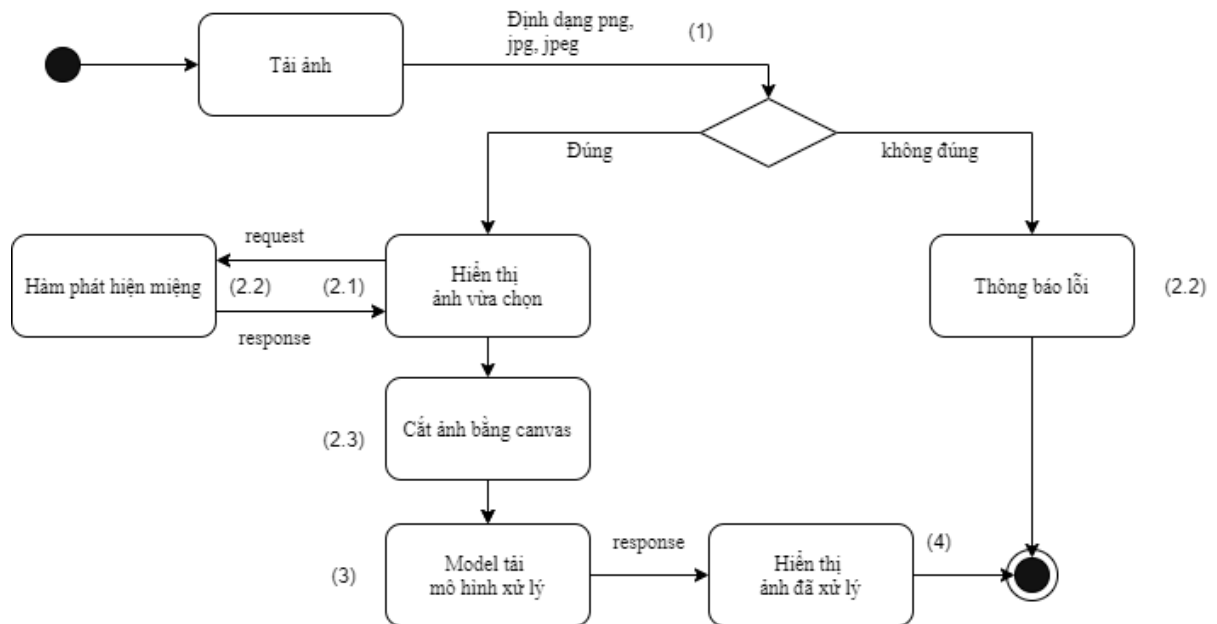 Định dạng png,
jpg, jpeg
(1)
Tải ảnh
Đúng
không đúng
request
Hàm phát hiện miệng
(2.2)
(2.1)
Hiển thị
ảnh vừa chọn
Thông báo lỗi
(2.2)
response
(2.3)
Cắt ảnh bằng canvas
(3)
Model tải
mô hình xử lý
response
Hiển thị
ảnh đã xử lý
(4)